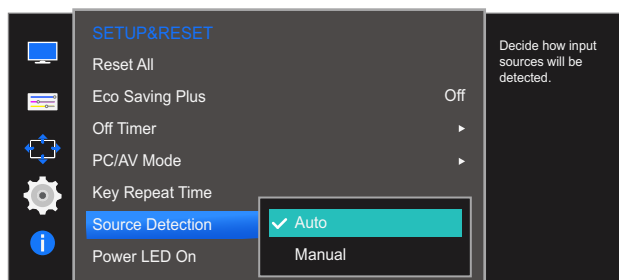 SETUP&RESET
Reset All
Eco Saving Plus Off
Off Timer
PC/AV Mode
Key Repeat Time
Source Detection
Auto
Power LED On
Manual
Decide how input
sources will be
detected.